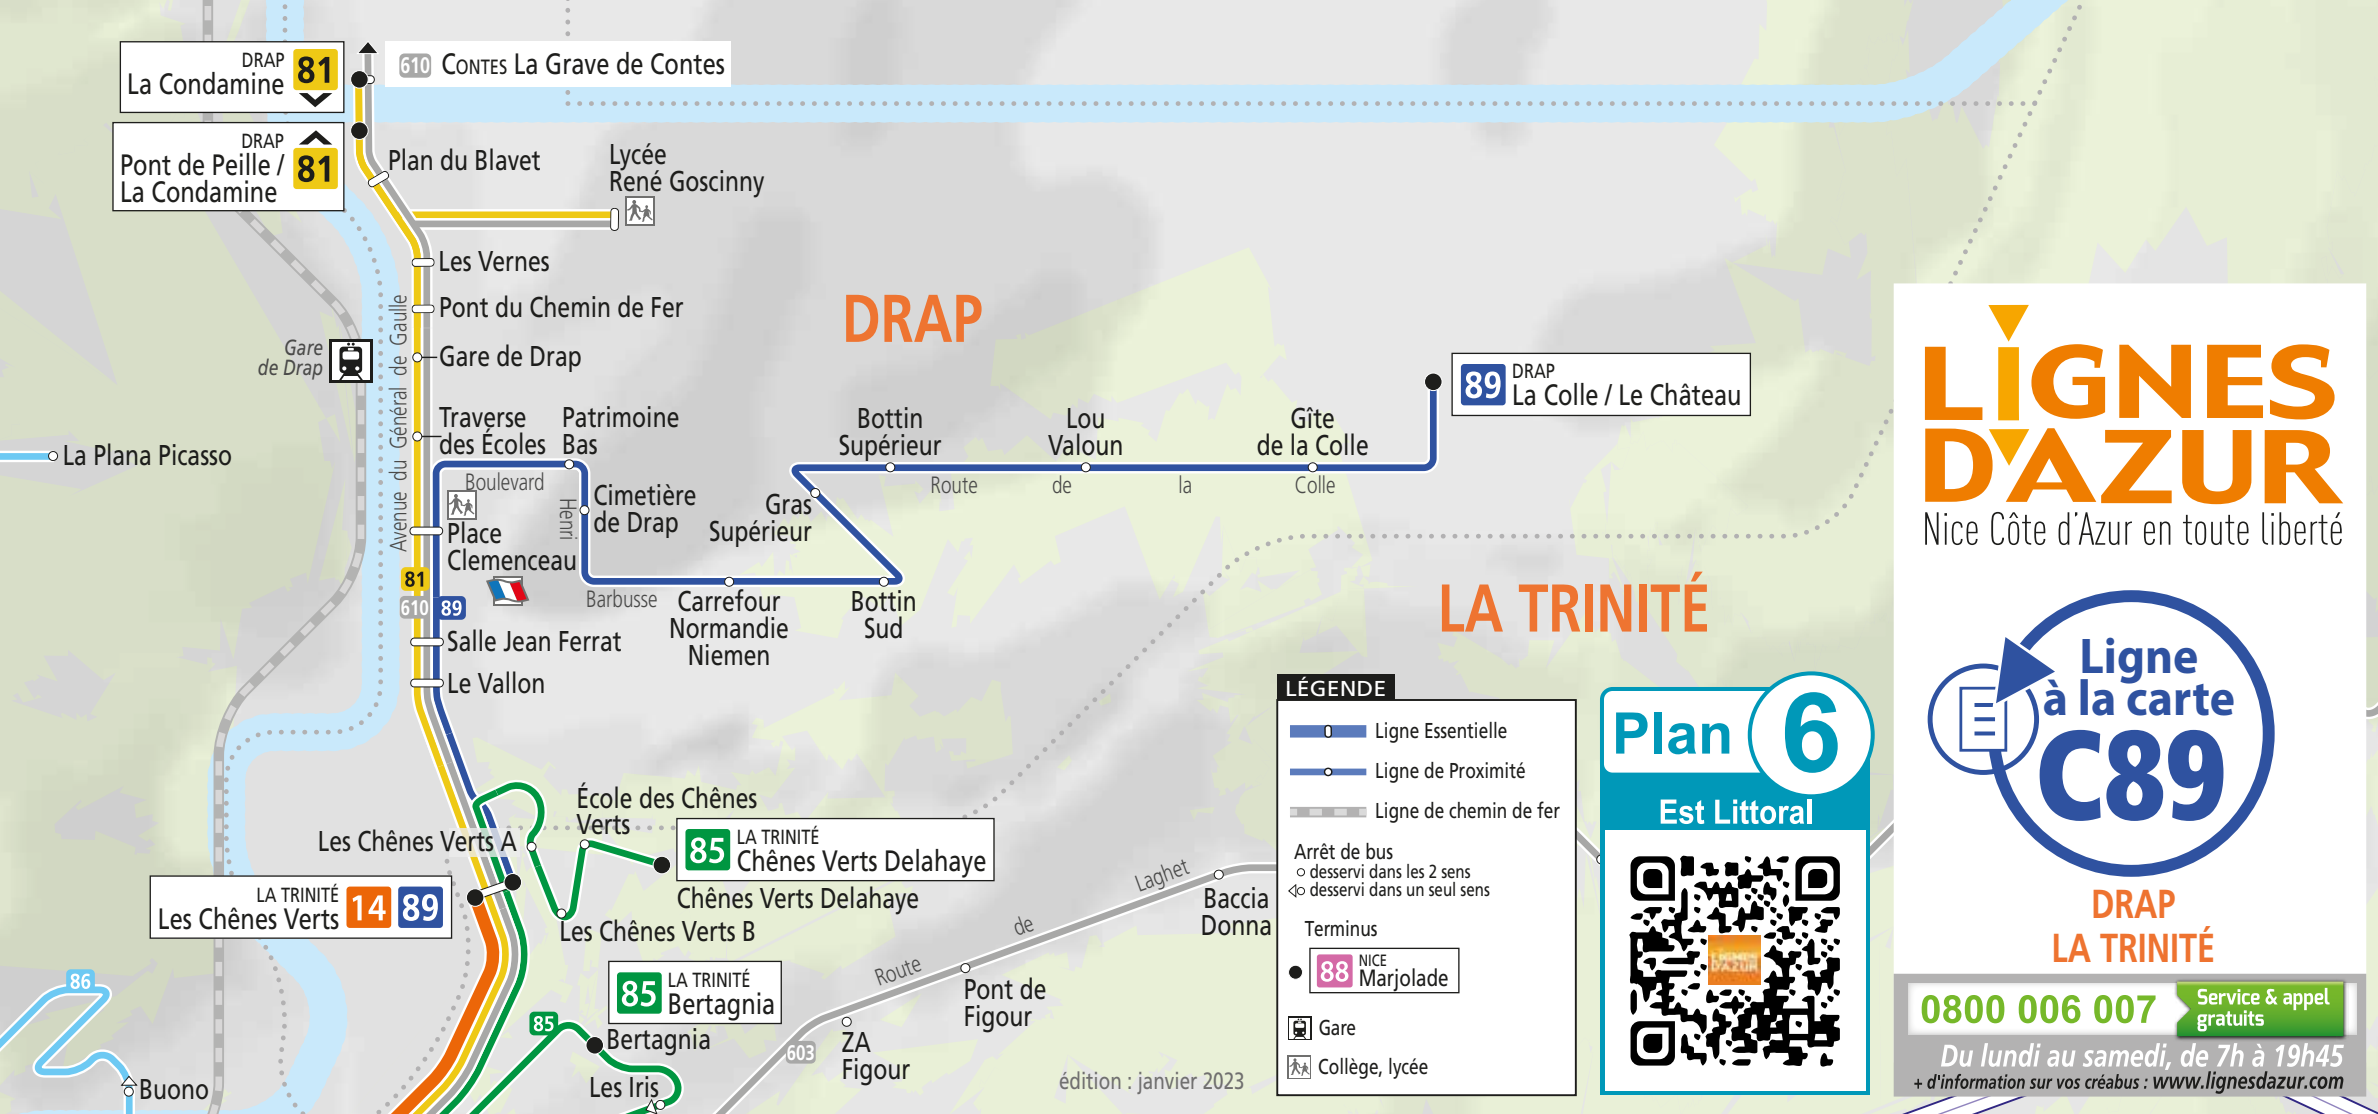 DRAP
La Condamine
81
610 CONTES La Grave de Contes
DRAP
Pont de Peille /
La Condamine
81
Plan du Blavet
Lycée
René Goscinny
Les Vernes
Pont du Chemin de Fer
Gare
de Drap
Gare de Drap
Avenue du Général de Gaulle
DRAP
89
DRAP
La Colle / Le Château
Traverse
des Écoles
Patrimoine
Bas
Bottin
Supérieur
Lou
Valoun
Gîte
de la Colle
La Plana Picasso
Boulevard
Henri
Barbusse
Route de la Colle
Cimetière
de Drap
Gras
Supérieur
Place
Clemenceau
81
610 89
Carrefour
Normandie
Niemen
Bottin
Sud
Salle Jean Ferrat
Le Vallon
LA TRINITÉ
École des Chênes
Verts
Les Chênes Verts A
85
LA TRINITÉ
Chênes Verts Delahaye
Chênes Verts Delahaye
LA TRINITÉ
Les Chênes Verts
14 89
Les Chênes Verts B
85
LA TRINITÉ
Bertagnia
85
Bertagnia
Les Iris
86
Buono
603
Route de Laghet
ZA
Figour
Pont de
Figour
Baccia
Donna
édition : janvier 2023
LÉGENDE
Ligne Essentielle
Ligne de Proximité
Ligne de chemin de fer
Arrêt de bus
desservi dans les 2 sens
desservi dans un seul sens
Terminus
88
NICE
Marjolade
Gare
Collège, lycée
Plan 6
Est Littoral
LIGNES
D'AZUR
LIGNES
D'AZUR
Nice Côte d'Azur en toute liberté
Ligne
à la carte
C89
DRAP
LA TRINITÉ
0800 006 007
Service & appel
gratuits
Du lundi au samedi, de 7h à 19h45
+ d'information sur vos créabus : www.lignesdazur.com